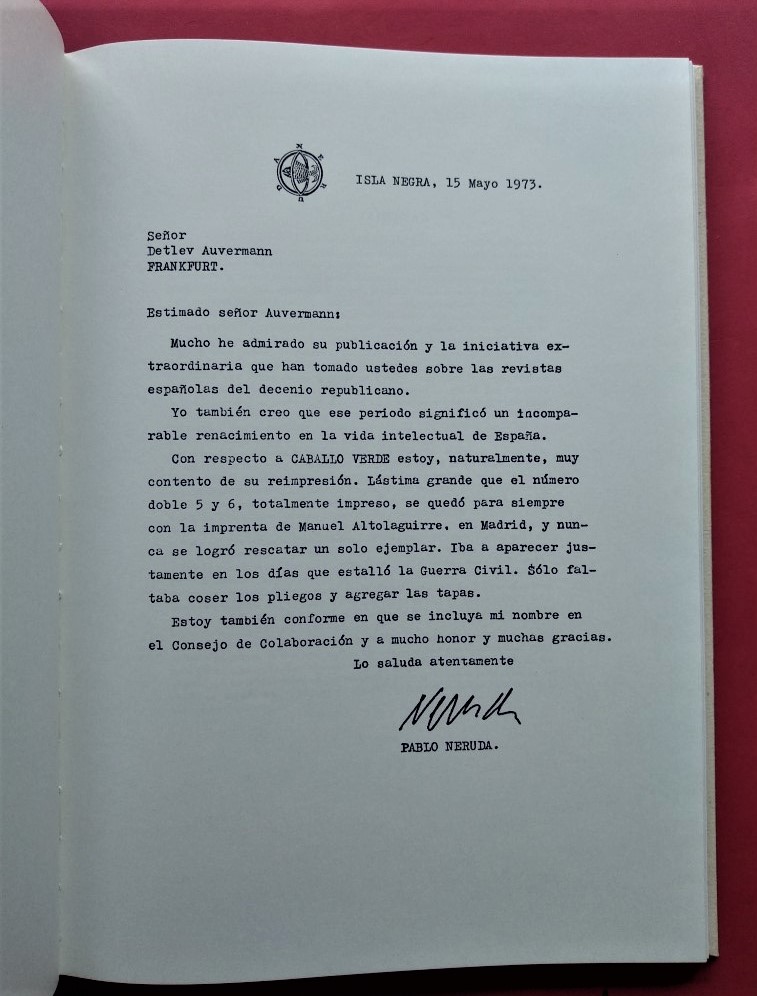 N
A E
D R
U
ISLA NEGRA, 15 Mayo 1973.
Señor
Detlev Auvermann
FRANKFURT.
Estimado señor Auvermann:
Mucho he admirado su publicación y la iniciativa ex-
traordinaria que han tomado ustedes sobre las revistas
españolas del decenio republicano.
Yo también creo que ese periodo significó un incompa-
rable renacimiento en la vida intelectual de España.
Con respecto a CABALLO VERDE estoy, naturalmente, muy
contento de su reimpresión. Lástima grande que el número
doble 5 y 6, totalmente impreso, se quedó para siempre
con la imprenta de Manuel Altolaguirre, en Madrid, y nun-
ca se logró rescatar un solo ejemplar. Iba a aparecer jus-
tamente en los días que estalló la Guerra Civil. Sólo fal-
taba coser los pliegos y agregar las tapas.
Estoy también conforme en que se incluya mi nombre en
el Consejo de Colaboración y a mucho honor y muchas gracias.
Lo saluda atentamente
Neruda
PABLO NERUDA.